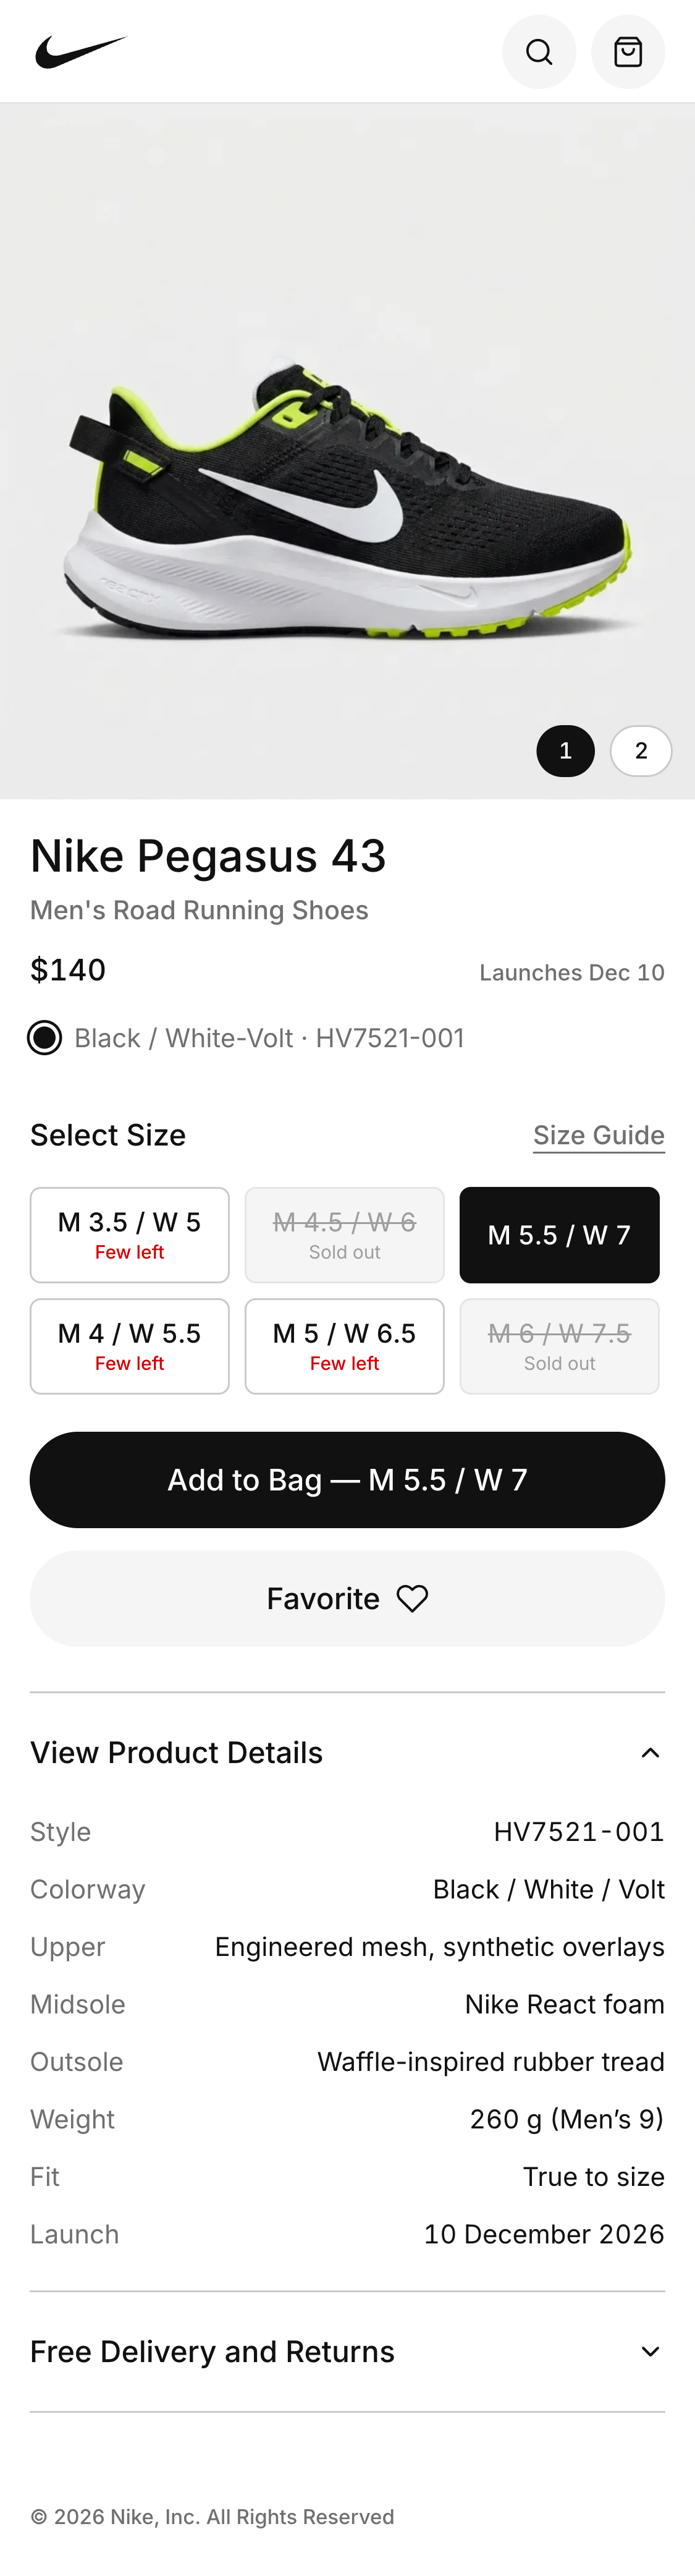 reactX
1
2
Nike Pegasus 43
Men's Road Running Shoes
$140
Launches Dec 10
Black / White-Volt · HV7521-001
Select Size
Size Guide
M 3.5 / W 5
Few left
M 4.5 / W 6
Sold out
M 5.5 / W 7
M 4 / W 5.5
Few left
M 5 / W 6.5
Few left
M 6 / W 7.5
Sold out
Add to Bag — M 5.5 / W 7
Favorite
View Product Details
Style HV7521-001
Colorway Black / White / Volt
Upper Engineered mesh, synthetic overlays
Midsole Nike React foam
Outsole Waffle-inspired rubber tread
Weight 260 g (Men’s 9)
Fit True to size
Launch 10 December 2026
Free Delivery and Returns
© 2026 Nike, Inc. All Rights Reserved